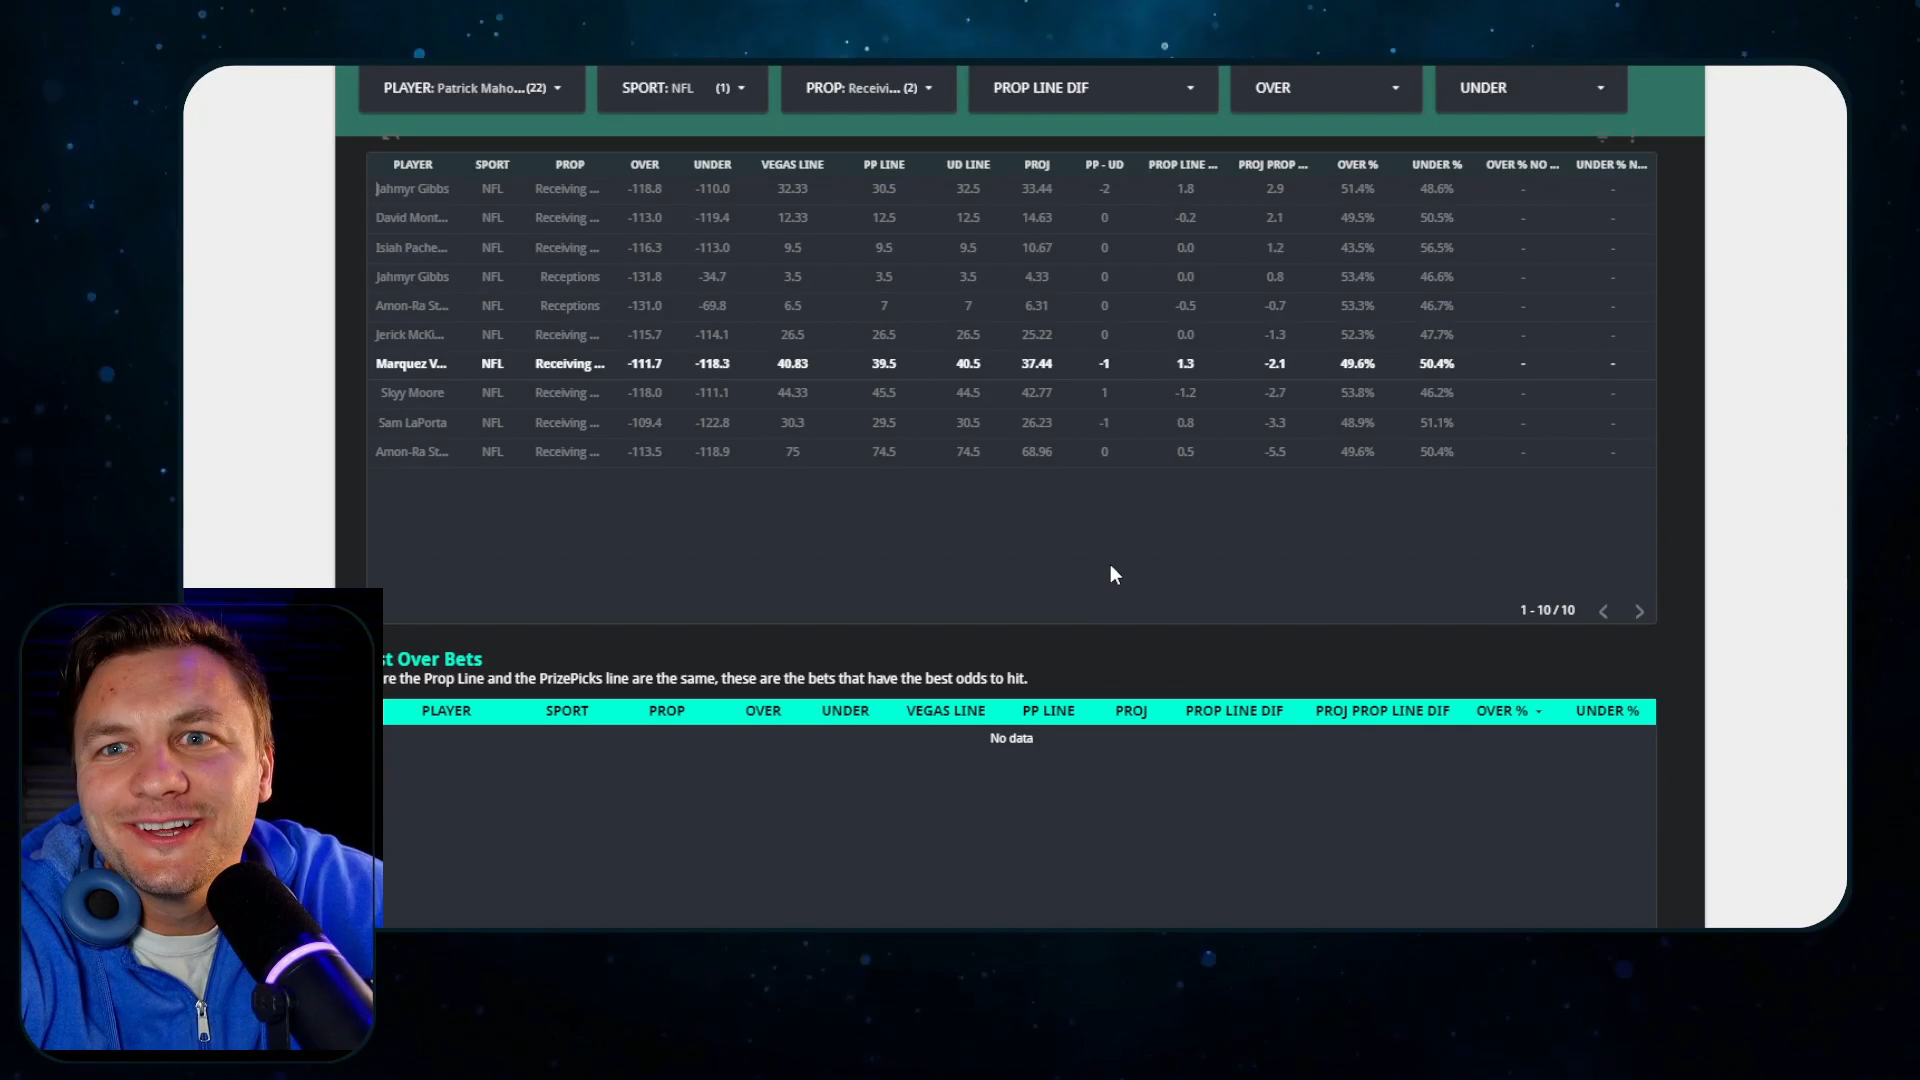 PLAYER: Patrick Maho...(22) SPORT: NFL (1) PROP: Receivi... (2) PROP LINE DIF OVER UNDER
PLAYER SPORT PROP OVER UNDER VEGAS LINE PP LINE UD LINE PROJ PP - UD PROP LINE ... PROJ PROP ... OVER % UNDER % OVER % NO ... UNDER % N...
Jahmyr Gibbs NFL Receiving ... -118.8 -110.0 32.33 30.5 32.5 33.44 -2 1.8 2.9 51.4% 48.6% - -
David Mont... NFL Receiving ... -113.0 -119.4 12.33 12.5 12.5 14.63 0 -0.2 2.1 49.5% 50.5% - -
Isiah Pache... NFL Receiving ... -116.3 -113.0 9.5 9.5 9.5 10.67 0 0.0 1.2 43.5% 56.5% - -
Jahmyr Gibbs NFL Receptions -131.8 -34.7 3.5 3.5 3.5 4.33 0 0.0 0.8 53.4% 46.6% - -
Amon-Ra St... NFL Receptions -131.0 -69.8 6.5 7 7 6.31 0 -0.5 -0.7 53.3% 46.7% - -
Jerick McKi... NFL Receiving ... -115.7 -114.1 26.5 26.5 26.5 25.22 0 0.0 -1.3 52.3% 47.7% - -
Marquez V... NFL Receiving ... -111.7 -118.3 40.83 39.5 40.5 37.44 -1 1.3 -2.1 49.6% 50.4% - -
Skyy Moore NFL Receiving ... -118.0 -111.1 44.33 45.5 44.5 42.77 1 -1.2 -2.7 53.8% 46.2% - -
Sam LaPorta NFL Receiving ... -109.4 -122.8 30.3 29.5 30.5 26.23 -1 0.8 -3.3 48.9% 51.1% - -
Amon-Ra St... NFL Receiving ... -113.5 -118.9 75 74.5 74.5 68.96 0 0.5 -5.5 49.6% 50.4% - -
1 - 10 / 10
st Over Bets
re the Prop Line and the PrizePicks line are the same, these are the bets that have the best odds to hit.
PLAYER SPORT PROP OVER UNDER VEGAS LINE PP LINE PROJ PROP LINE DIF PROJ PROP LINE DIF OVER % UNDER %
No data